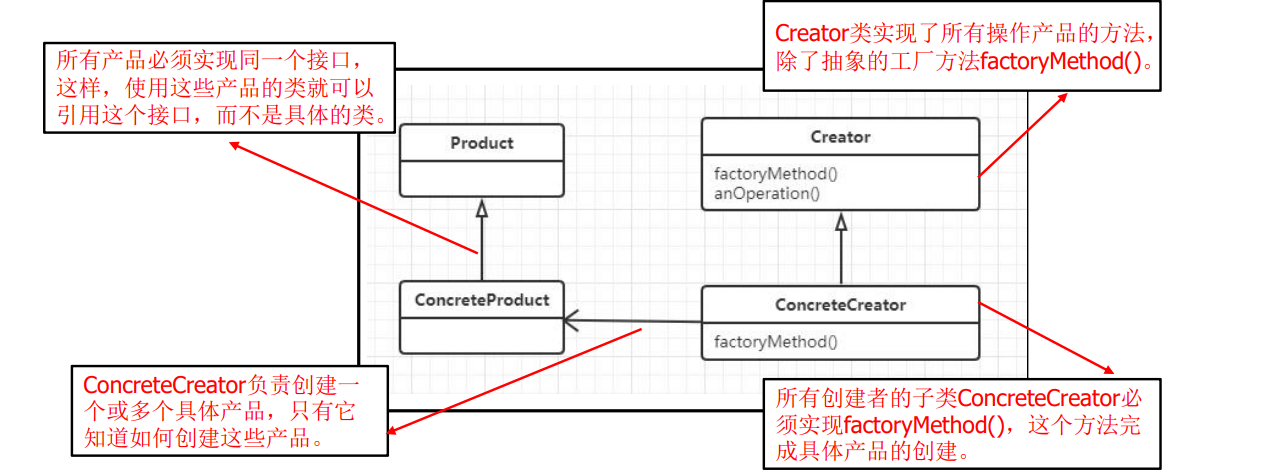 Creator类实现了所有操作产品的方法，
除了抽象的工厂方法factoryMethod()。
所有产品必须实现同一个接口，
这样，使用这些产品的类就可以
引用这个接口，而不是具体的类。
Product
Creator
factoryMethod()
anOperation()
ConcreteProduct
ConcreteCreator
factoryMethod()
ConcreteCreator负责创建一
个或多个具体产品，只有它
知道如何创建这些产品。
所有创建者的子类ConcreteCreator必
须实现factoryMethod()，这个方法完
成具体产品的创建。